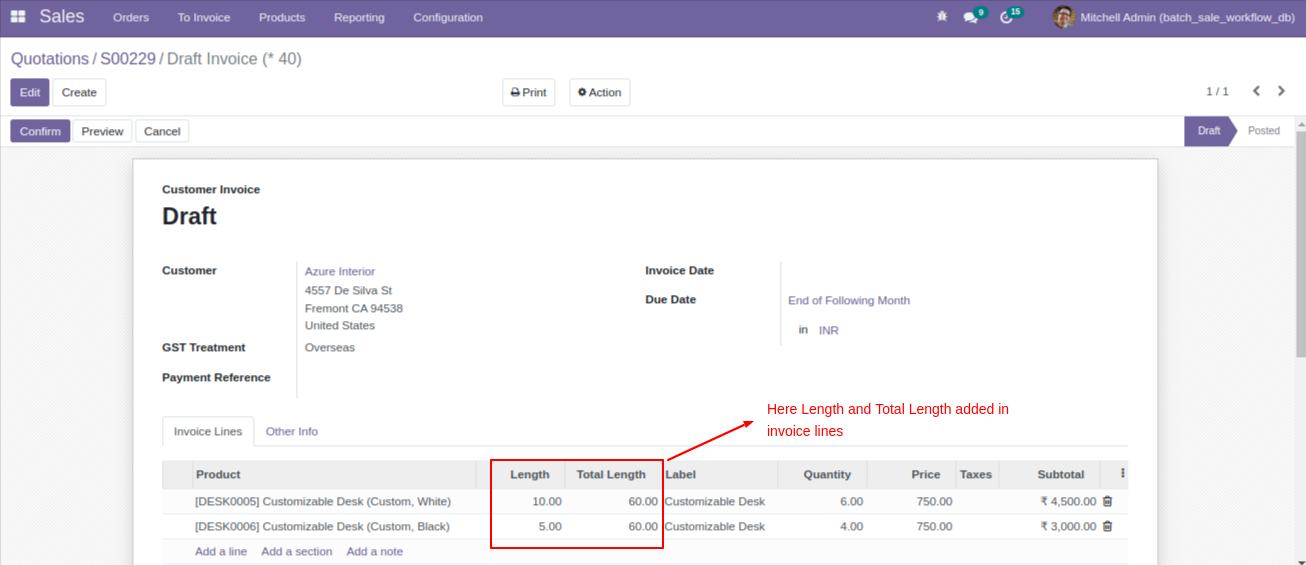 Sales Orders To Invoice Products Reporting Configuration 9 15 Mitchell Admin (batch_sale_workflow_db)
Quotations / S00229 / Draft Invoice (* 40)
Edit Create Print Action 1 / 1
Confirm Preview Cancel Draft Posted
Customer Invoice
Draft
Customer Azure Interior Invoice Date
4557 De Silva St
Fremont CA 94538 Due Date End of Following Month
United States in INR
GST Treatment Overseas
Payment Reference
Here Length and Total Length added in
invoice lines
Invoice Lines Other Info
Product Length Total Length Label Quantity Price Taxes Subtotal
[DESK0005] Customizable Desk (Custom, White) 10.00 60.00 Customizable Desk 6.00 750.00 ₹ 4,500.00
[DESK0006] Customizable Desk (Custom, Black) 5.00 60.00 Customizable Desk 4.00 750.00 ₹ 3,000.00
Add a line Add a section Add a note